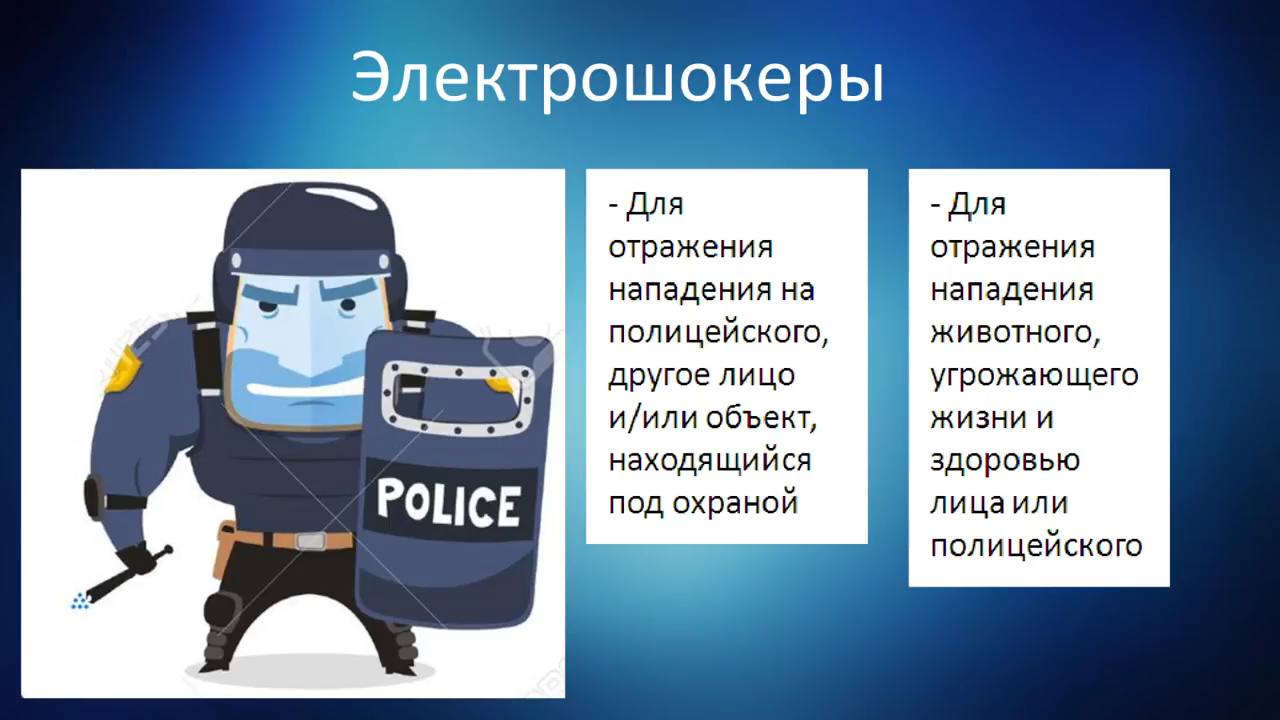 Электрошокеры
- Для
отражения
нападения на
полицейского,
другое лицо
и/или объект,
находящийся
под охраной
- Для
отражения
нападения
животного,
угрожающего
жизни и
здоровью
лица или
полицейского
POLICE